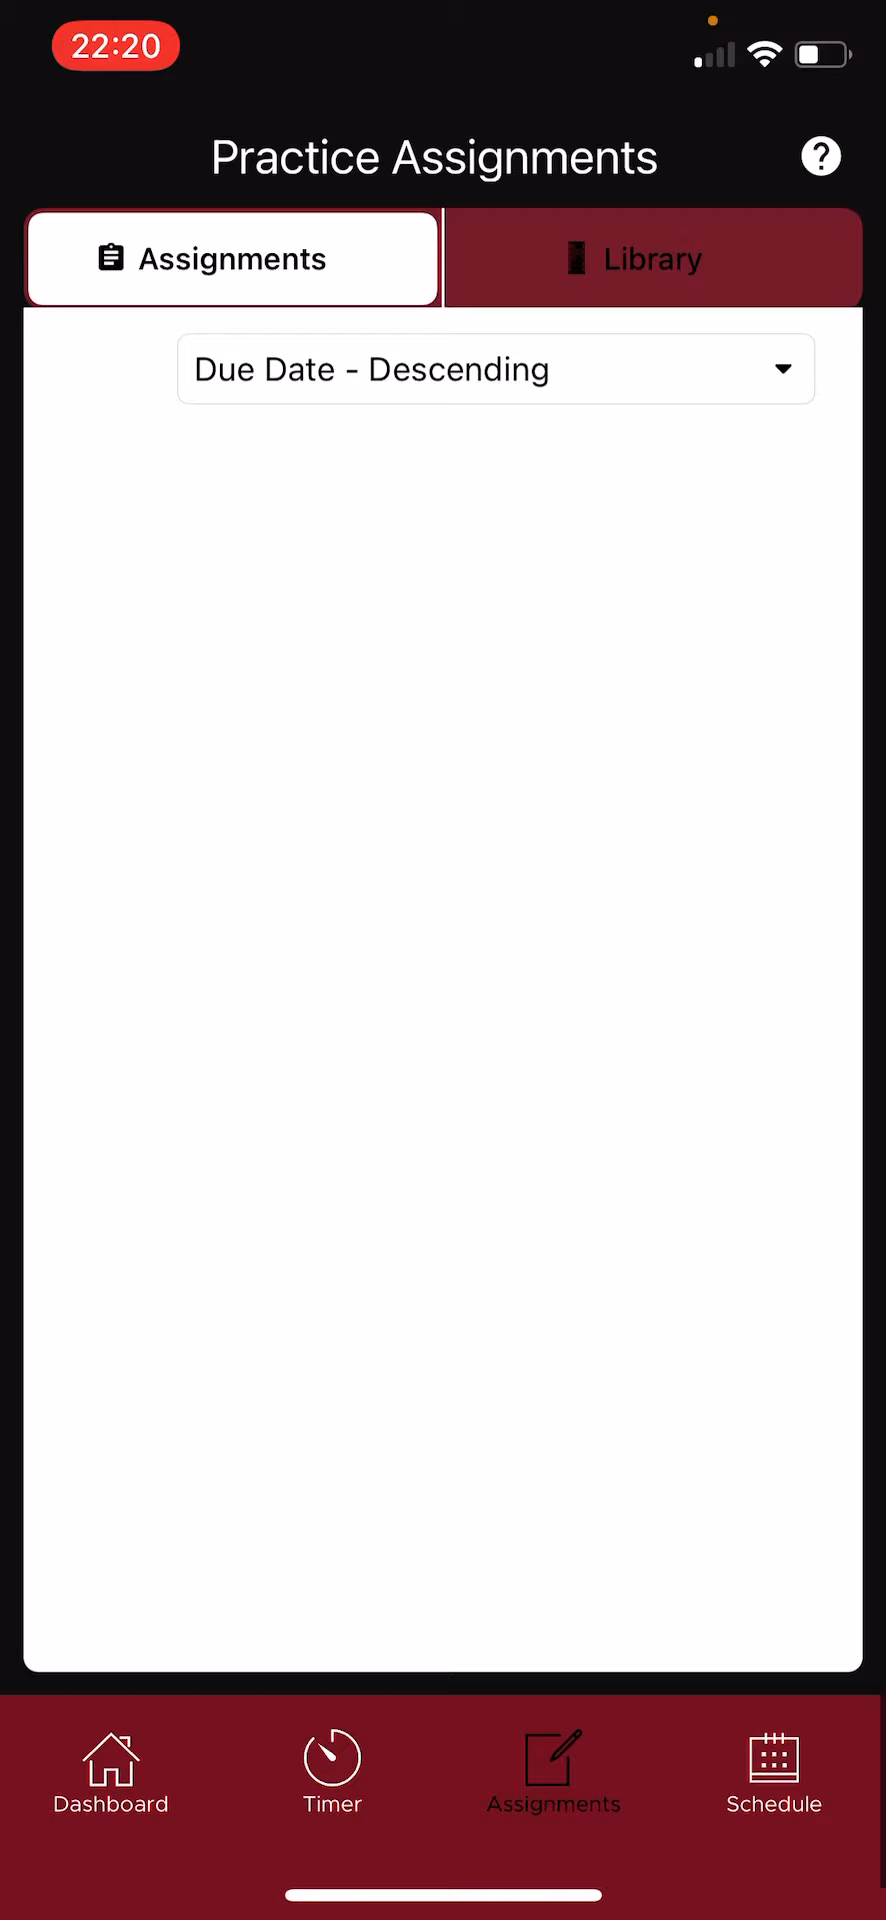 22:20
Practice Assignments
?
Assignments
Library
Due Date - Descending
Dashboard
Timer
Assignments
Schedule